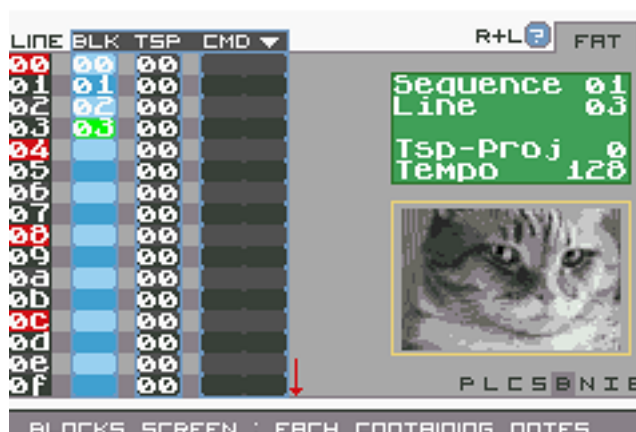 LINE BLK TSP CMD R+L? FAT
00 00 00
01 01 00
02 02 00
03 03 00
04 00
05 00
06 00
07 00
08 00
09 00
0a 00
0b 00
0c 00
0d 00
0e 00
0f 00
Sequence 01
Line 03
Tsp-Proj 0
Tempo 128
P L C S B N I E
BLOCKS SCREEN : EACH CONTAINING NOTES